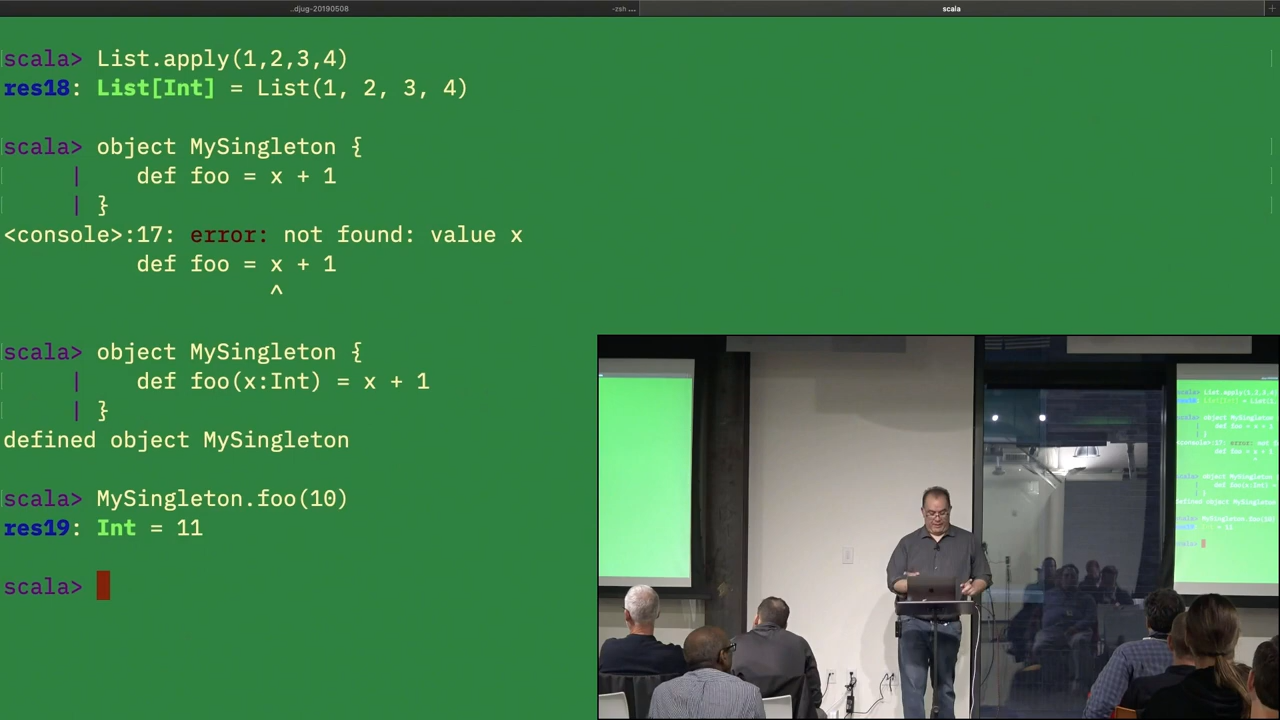 ..djug-20190508
-zsh ...
scala
+
scala> List.apply(1,2,3,4)
res18: List[Int] = List(1, 2, 3, 4)
scala> object MySingleton {
| def foo = x + 1
| }
<console>:17: error: not found: value x
def foo = x + 1
^
scala> object MySingleton {
| def foo(x:Int) = x + 1
| }
defined object MySingleton
scala> MySingleton.foo(10)
res19: Int = 11
scala>